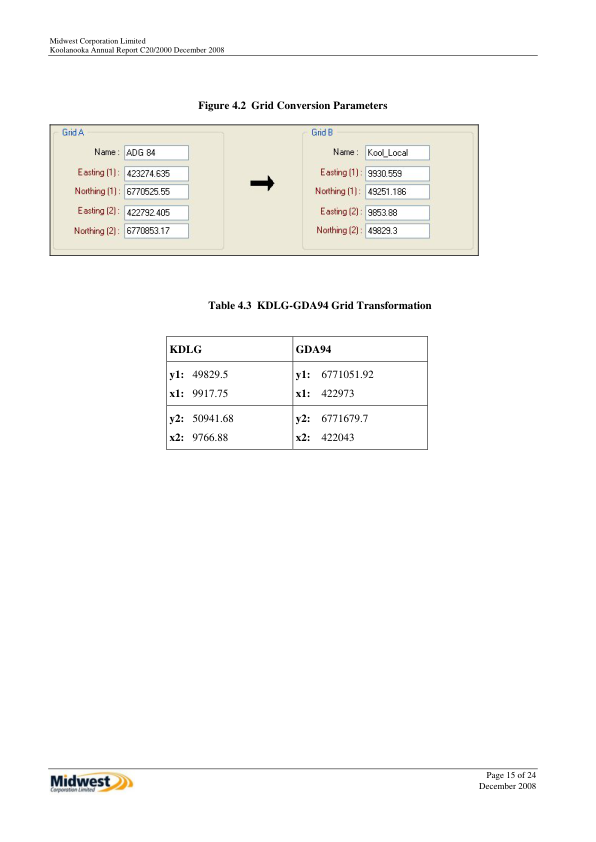 Midwest Corporation Limited
Koolanooka Annual Report C20/2000 December 2008
Figure 4.2 Grid Conversion Parameters
Grid A
Name: ADG 84
Easting (1): 423274.635
Northing (1): 6770525.55
Easting (2): 422792.405
Northing (2): 6770853.17
Grid B
Name: Kool_Local
Easting (1): 9930.559
Northing (1): 49251.186
Easting (2): 9853.88
Northing (2): 49829.3
Table 4.3 KDLG-GDA94 Grid Transformation
KDLG GDA94
y1: 49829.5 y1: 6771051.92
x1: 9917.75 x1: 422973
y2: 50941.68 y2: 6771679.7
x2: 9766.88 x2: 422043
Midwest
Corporation Limited
Page 15 of 24
December 2008